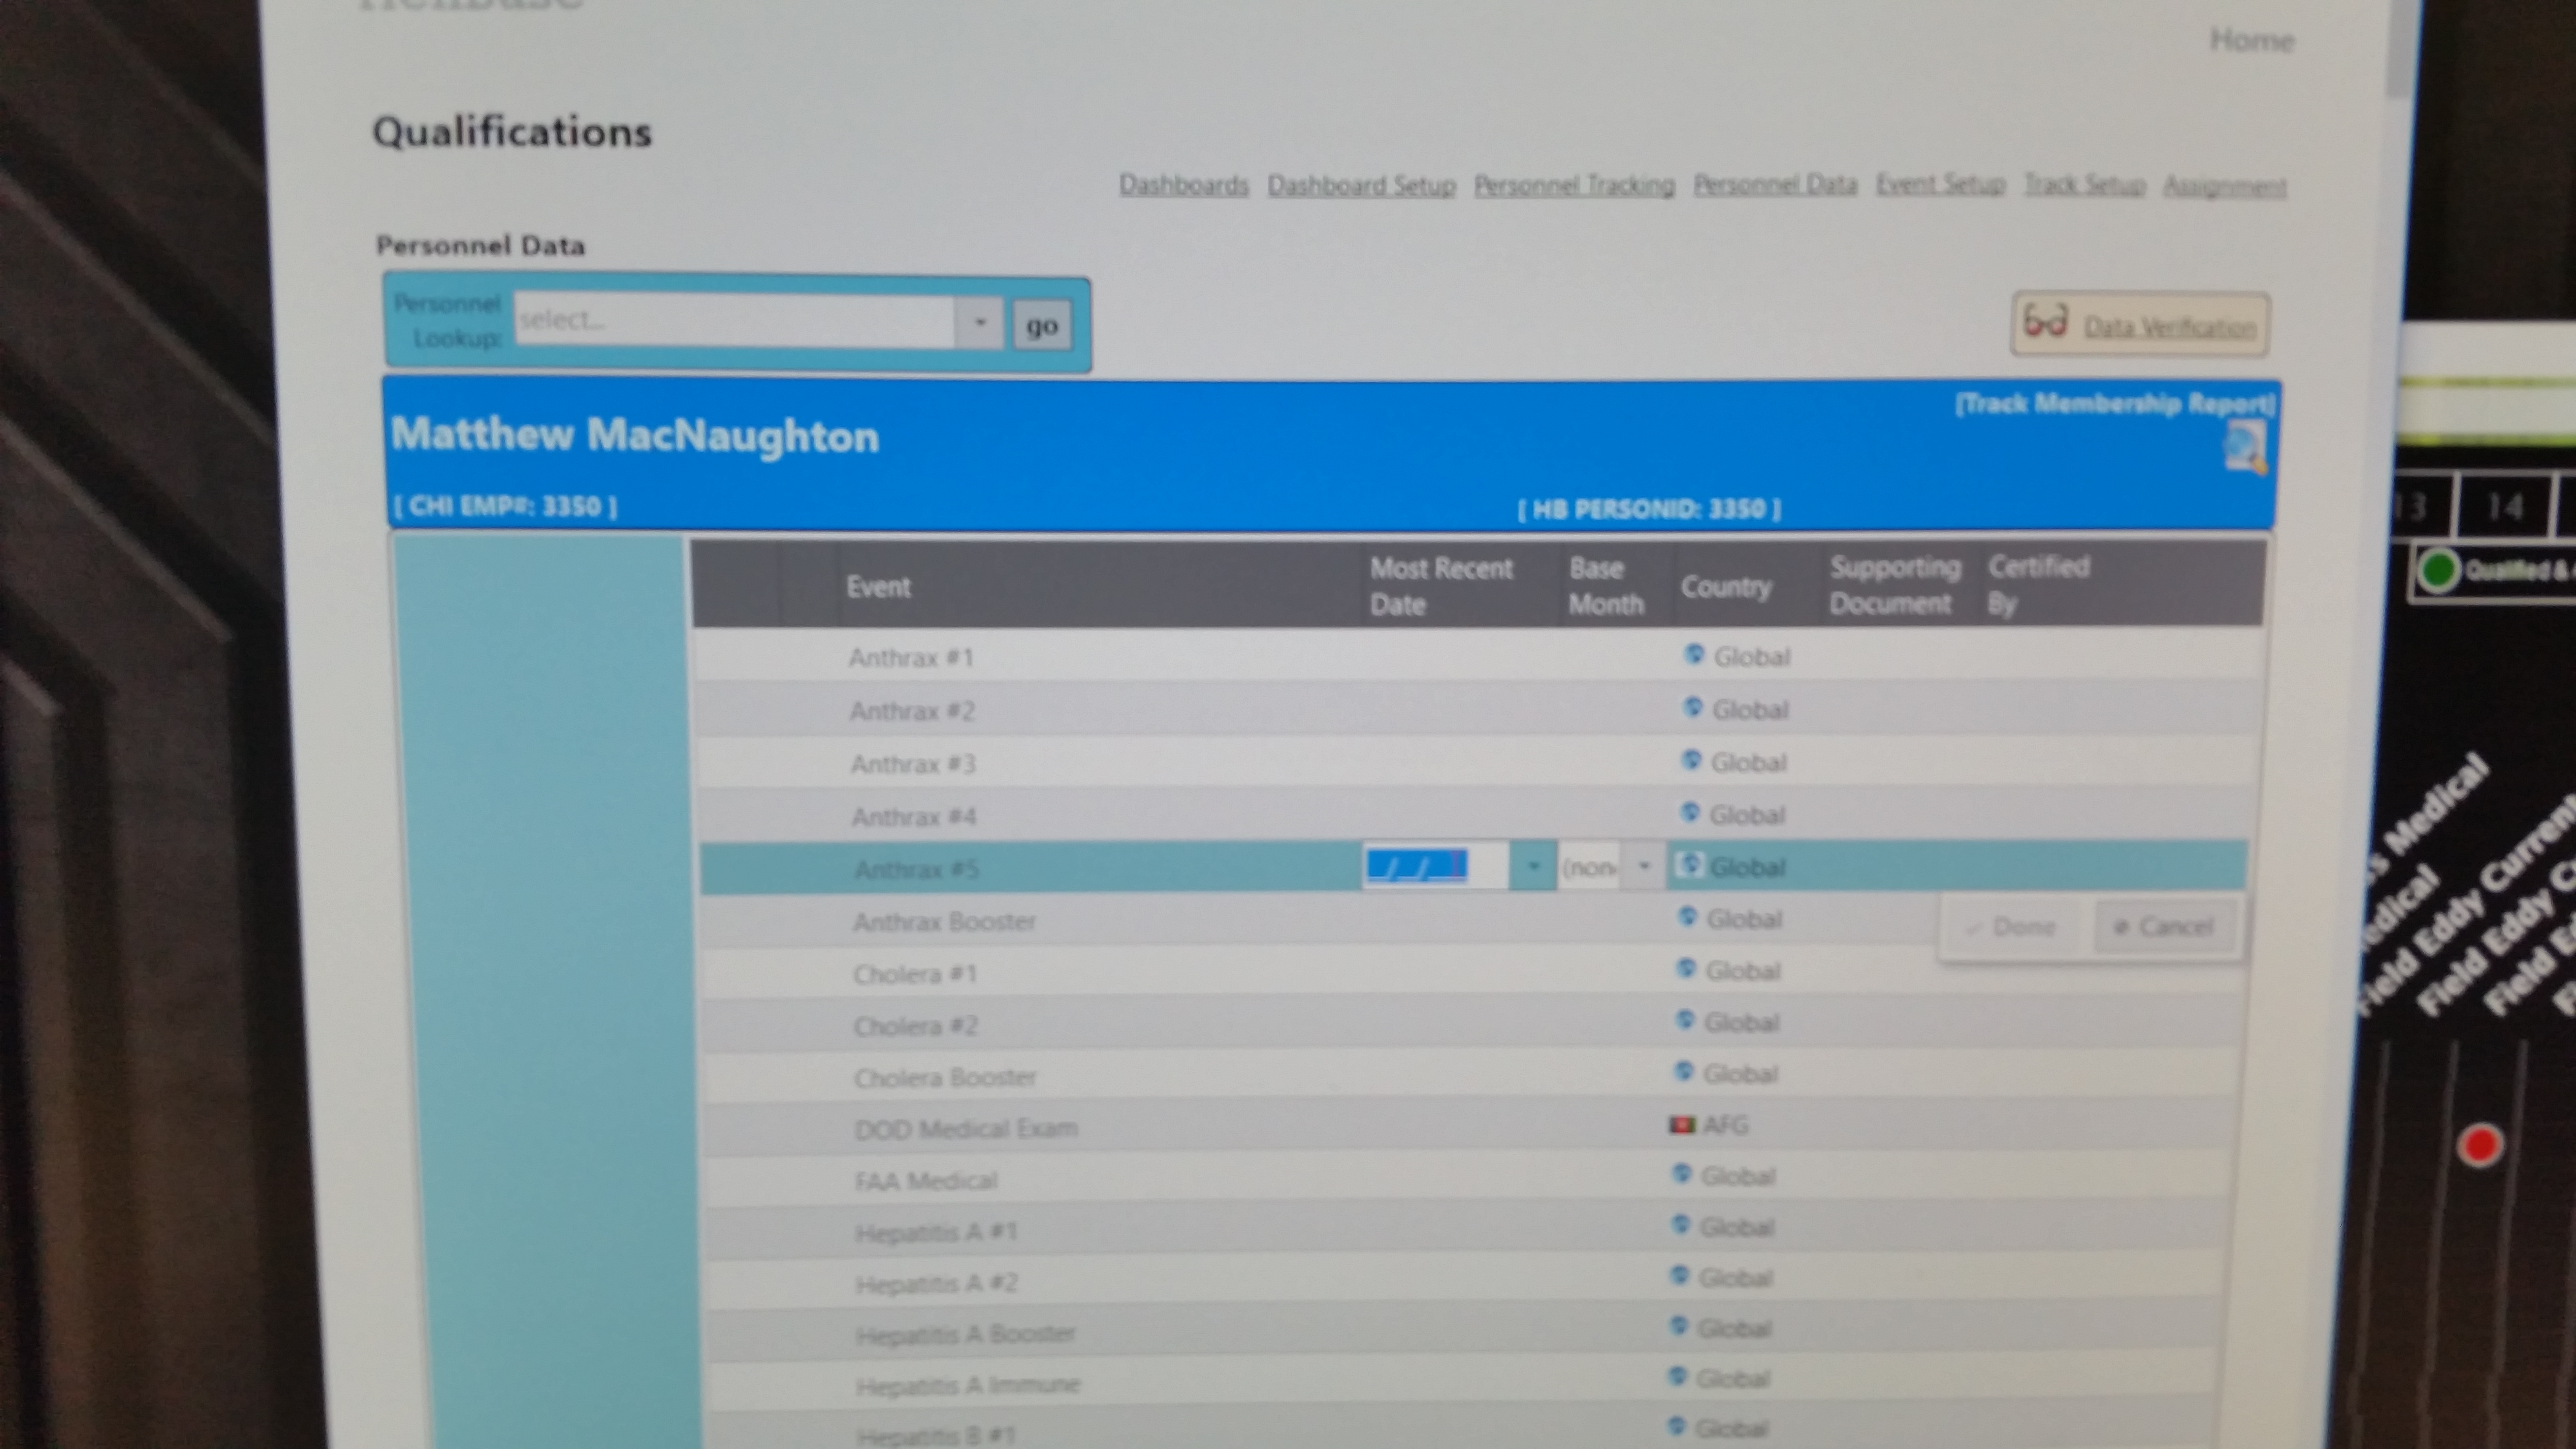 Home
Qualifications
Dashboards Dashboard Setup Personnel Tracking Personnel Data Event Setup Track Setup Assignment
Personnel Data
Personnel Lookup: select... go
Data Verification
Matthew MacNaughton
[Track Membership Report]
[ CHI EMP#: 3350 ] [ HB PERSONID: 3350 ]
Event Most Recent Date Base Month Country Supporting Document Certified By
Anthrax #1 Global
Anthrax #2 Global
Anthrax #3 Global
Anthrax #4 Global
Anthrax #5 _/_/_ (non Global
Anthrax Booster Global
Done Cancel
Cholera #1 Global
Cholera #2 Global
Cholera Booster Global
DOD Medical Exam AFG
FAA Medical Global
Hepatitis A #1 Global
Hepatitis A #2 Global
Hepatitis A Booster Global
Hepatitis A Immune Global
Hepatitis B #1 Global
13 14
Qualified &
Medical
Field Eddy Current
Field Eddy
Field